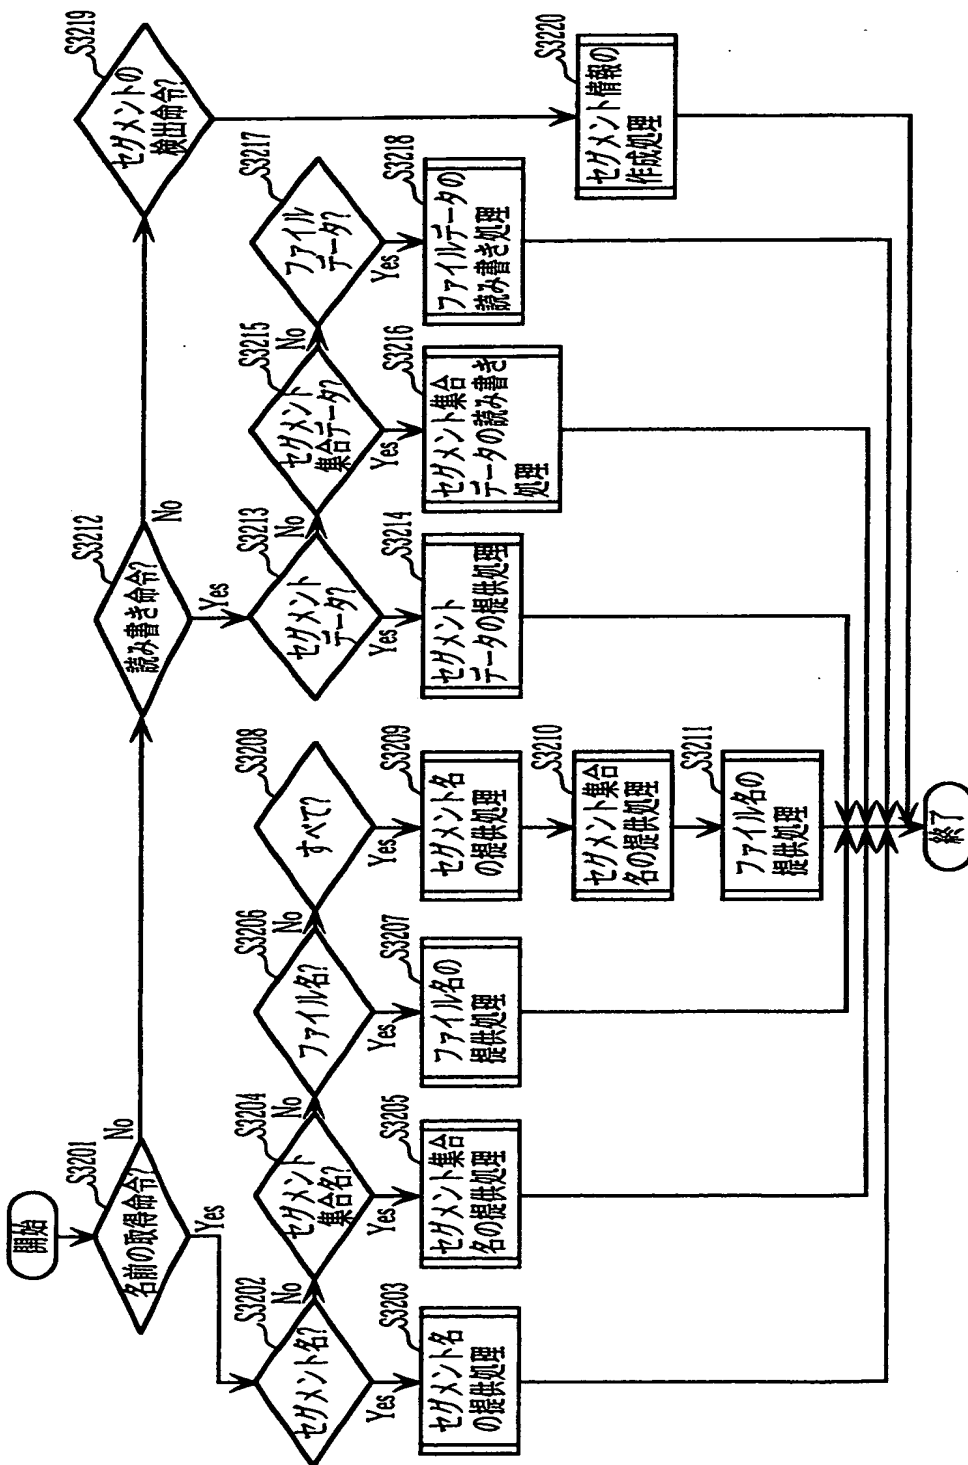 開始
S3201
名前の取得命令?
No
Yes
S3202
セグメント名?
No
Yes
S3203
セグメント名
の提供処理
S3204
セグメント
集合名?
No
Yes
S3205
セグメント集合
名の提供処理
S3206
ファイル名?
No
Yes
S3207
ファイル名の
提供処理
S3208
すべて?
Yes
S3209
セグメント名
の提供処理
S3210
セグメント集合
名の提供処理
S3211
ファイル名の
提供処理
S3212
読み書き命令?
No
Yes
S3213
セグメント
データ?
No
Yes
S3214
セグメント
データの提供処理
S3215
セグメント
集合データ?
No
Yes
S3216
セグメント集合
データの読み書き
処理
S3217
ファイル
データ?
Yes
S3218
ファイルデータの
読み書き処理
S3219
セグメントの
検出命令?
S3220
セグメント情報の
作成処理
終了